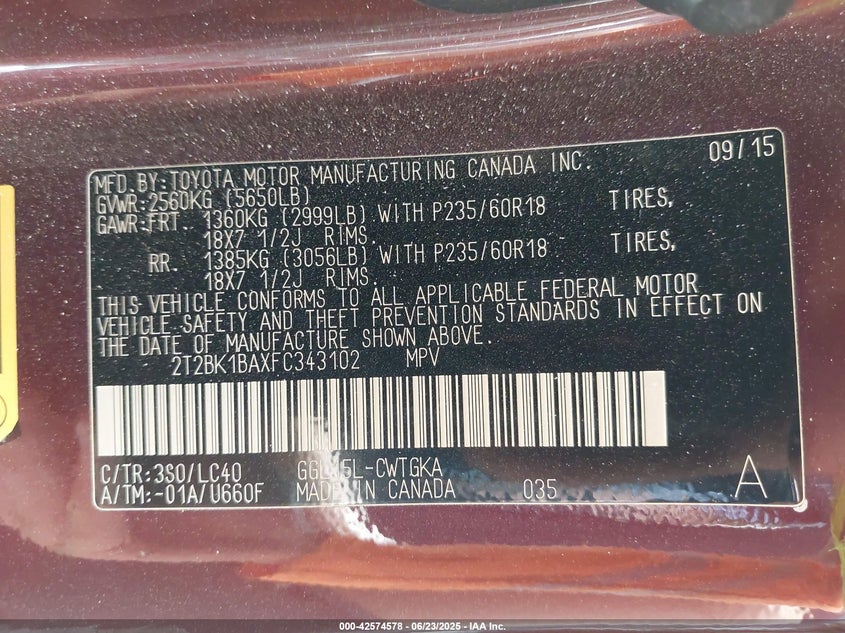 09/15
MFD.BY:TOYOTA MOTOR MANUFACTURING CANADA INC.
GVWR:2560KG (5650LB)
GAWR:FRT. 1360KG (2999LB) WITH P235/60R18 TIRES,
18X7 1/2J RIMS.
RR. 1385KG (3056LB) WITH P235/60R18 TIRES,
18X7 1/2J RIMS.
THIS VEHICLE CONFORMS TO ALL APPLICABLE FEDERAL MOTOR
VEHICLE SAFETY AND THEFT PREVENTION STANDARDS IN EFFECT ON
THE DATE OF MANUFACTURE SHOWN ABOVE.
2T2BK1BAXFC343102 MPV
C/TR:3S0/LC40 GGL15L-CWTGKA
A/TM:-01A/U660F MADE IN CANADA 035 A
000-42574578 - 06/23/2025 - IAA Inc.